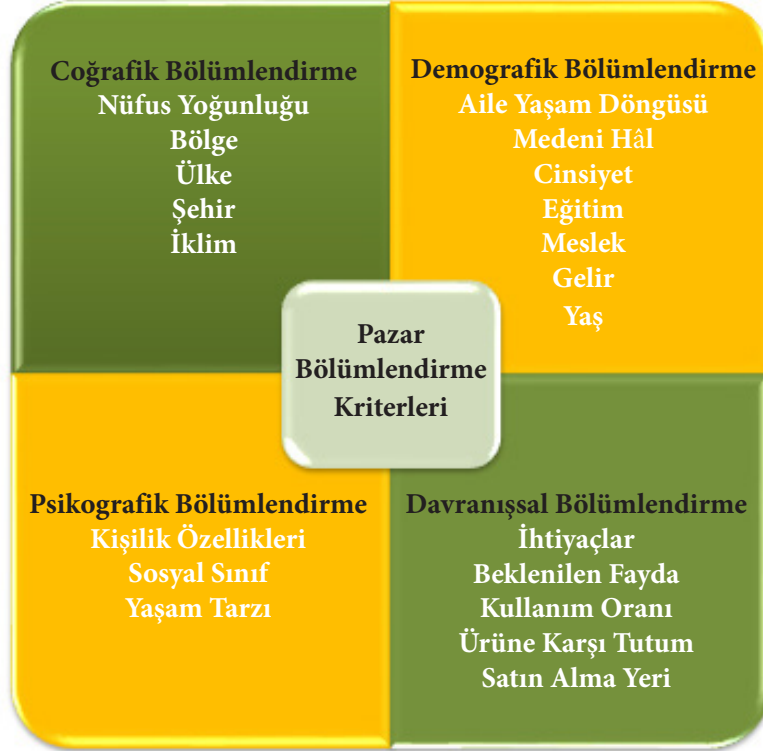 Coğrafik Bölümlendirme
Nüfus Yoğunluğu
Bölge
Ülke
Şehir
İklim
Demografik Bölümlendirme
Aile Yaşam Döngüsü
Medeni Hâl
Cinsiyet
Eğitim
Meslek
Gelir
Yaş
Pazar
Bölümlendirme
Kriterleri
Psikografik Bölümlendirme
Kişilik Özellikleri
Sosyal Sınıf
Yaşam Tarzı
Davranışsal Bölümlendirme
İhtiyaçlar
Beklenilen Fayda
Kullanım Oranı
Ürüne Karşı Tutum
Satın Alma Yeri